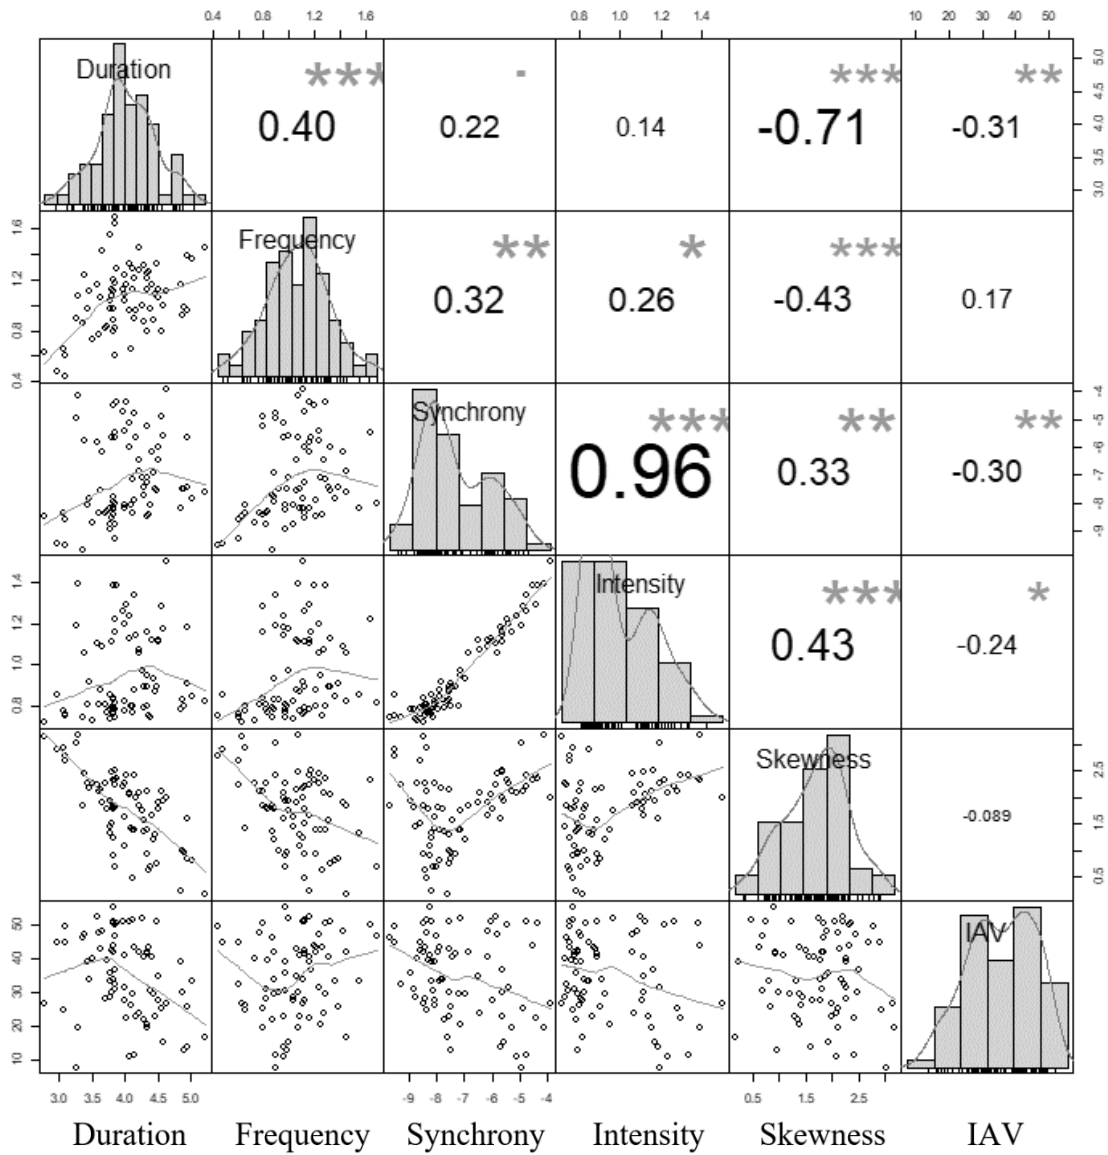 0.4 0.8 1.2 1.6 0.8 1.0 1.2 1.4 10 20 30 40 50
Duration *** . *** **
0.40 0.22 0.14 -0.71 -0.31
5.0
4.5
4.0
3.5
3.0
1.6
1.2
0.8
0.4
Frequency ** * ***
0.32 0.26 -0.43 0.17
Synchrony *** ** **
0.96 0.33 -0.30
-4
-5
-6
-7
-8
-9
1.4
1.2
1.0
0.8
Intensity *** *
0.43 -0.24
Skewness
-0.089
2.5
1.5
0.5
50
40
30
20
10
IAV
3.0 3.5 4.0 4.5 5.0 -9 -8 -7 -6 -5 -4 0.5 1.5 2.5
Duration Frequency Synchrony Intensity Skewness IAV